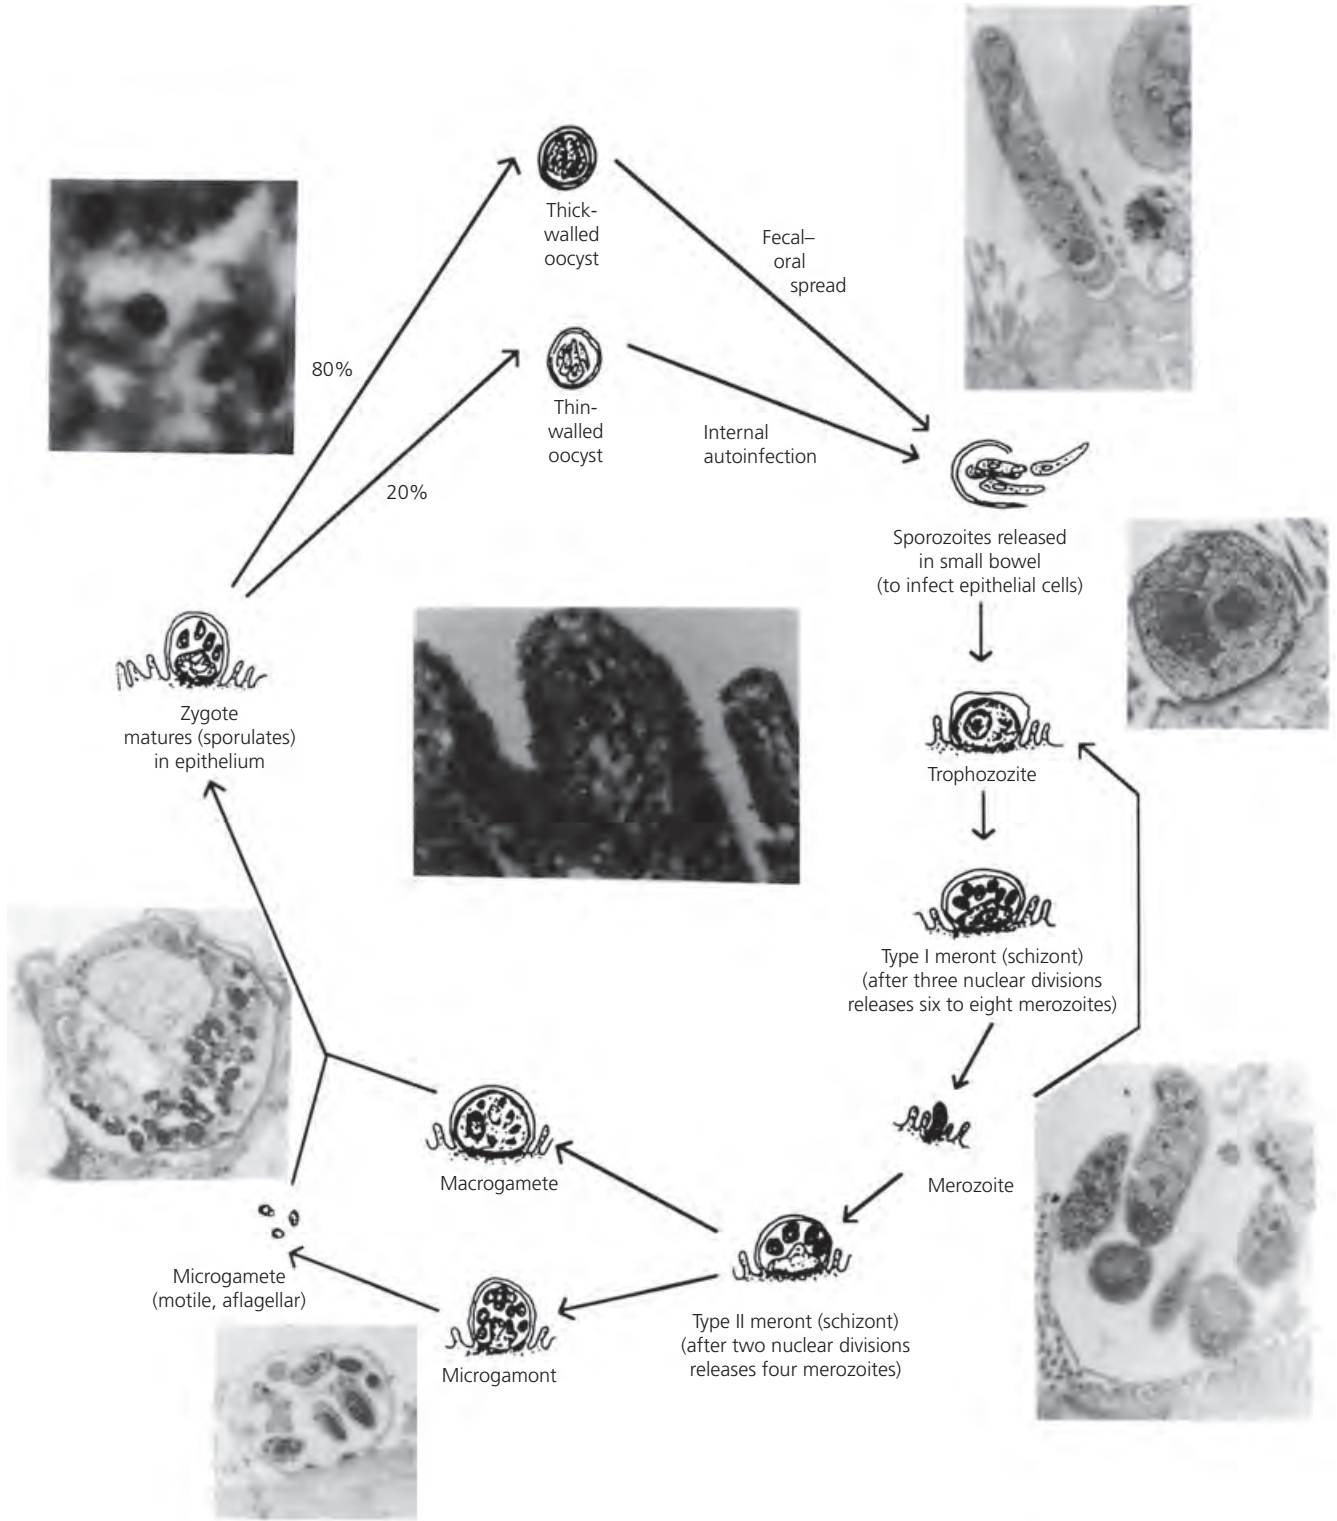 Thick-
walled
oocyst
Fecal–
oral
spread
80%
Thin-
walled
oocyst
Internal
autoinfection
20%
Sporozoites released
in small bowel
(to infect epithelial cells)
Zygote
matures (sporulates)
in epithelium
Trophozozite
Type I meront (schizont)
(after three nuclear divisions
releases six to eight merozoites)
Macrogamete
Merozoite
Microgamete
(motile, aflagellar)
Type II meront (schizont)
(after two nuclear divisions
releases four merozoites)
Microgamont